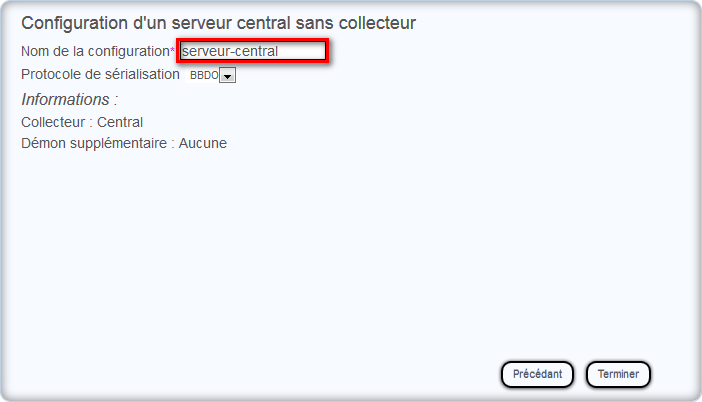 Configuration d'un serveur central sans collecteur
Nom de la configuration* serveur-central
Protocole de sérialisation BBDO
Informations :
Collecteur : Central
Démon supplémentaire : Aucune
Précédant Terminer